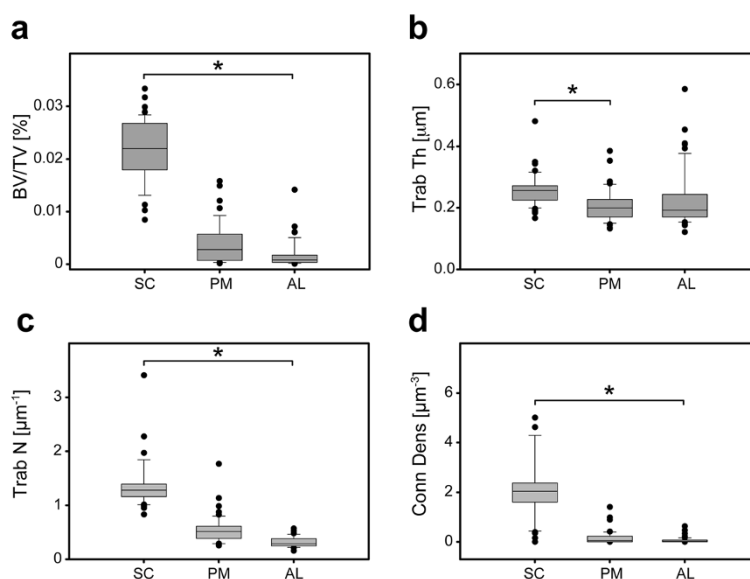 a
*
BV/TV [%]
0.03
0.02
0.01
0
SC PM AL
b
*
Trab Th [µm]
0.6
0.4
0.2
0.0
SC PM AL
c
*
Trab N [µm⁻¹]
3
2
1
0
SC PM AL
d
*
Conn Dens [µm⁻³]
6
4
2
0
SC PM AL